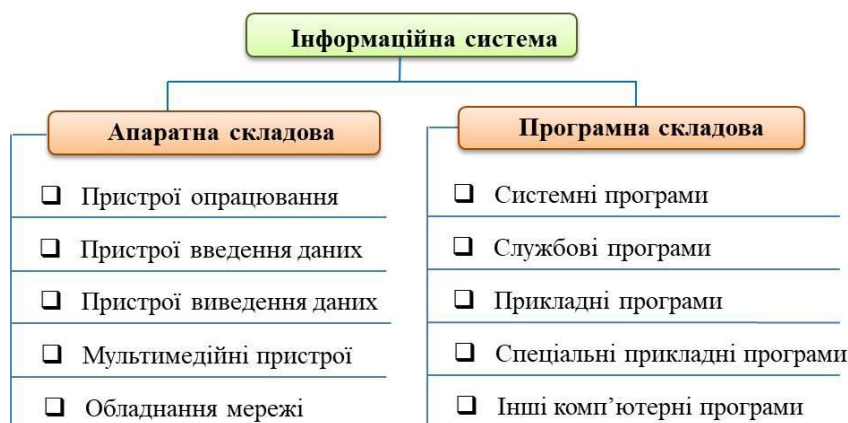 Інформаційна система
Апаратна складова
Пристрої опрацювання
Пристрої введення даних
Пристрої виведення даних
Мультимедійні пристрої
Обладнання мережі
Програмна складова
Системні програми
Службові програми
Прикладні програми
Спеціальні прикладні програми
Інші комп’ютерні програми